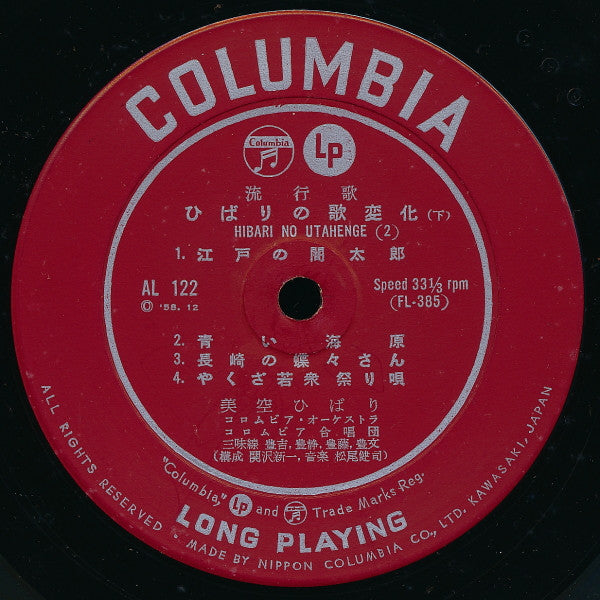 COLUMBIA
Columbia
LP
流行歌
ひばりの歌変化(下)
HIBARI NO UTAHENGE (2)
1. 江戸の闇太郎
AL 122
© '58. 12
Speed 33⅓ rpm
(FL-385)
2. 青い海原
3. 長崎の蝶々さん
4. やくざ若衆祭り唄
美空ひばり
コロムビア・オーケストラ
コロムビア合唱団
三味線 豊吉, 豊静, 豊藤, 豊文
(構成 関沢新一, 音楽 松尾健司)
"Columbia," LP and Trade Marks Reg.
LONG PLAYING
ALL RIGHTS RESERVED • MADE BY NIPPON COLUMBIA CO., LTD. KAWASAKI, JAPAN